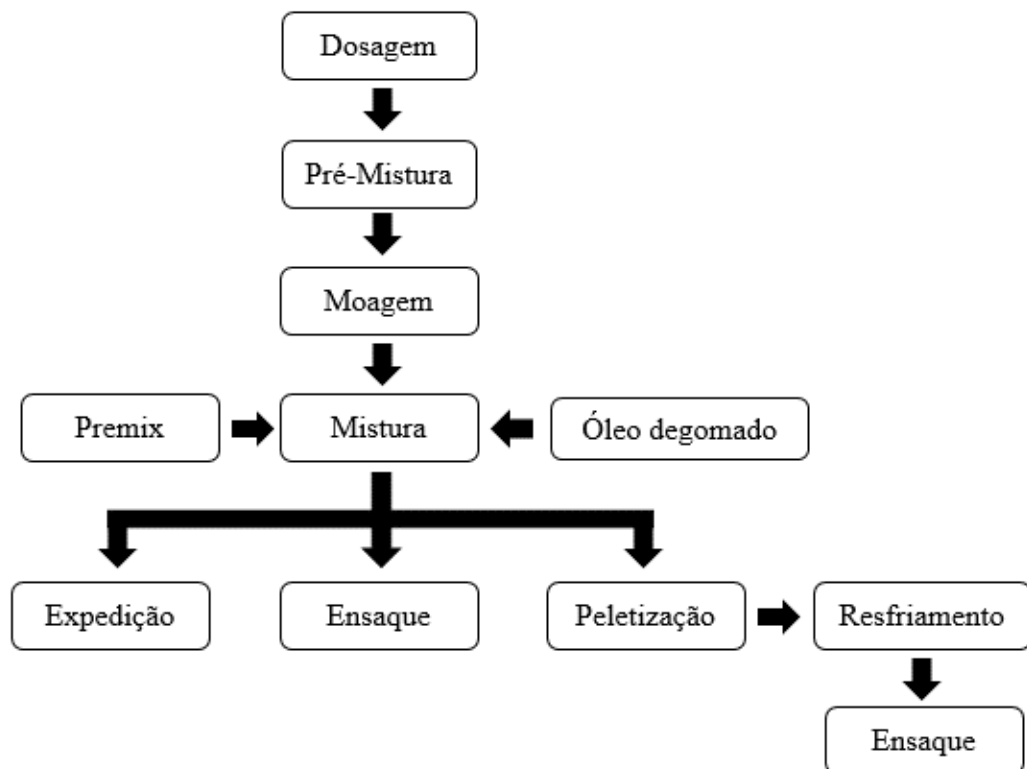 Dosagem
Pré-Mistura
Moagem
Premix
Mistura
Óleo degomado
Expedição
Ensaque
Peletização
Resfriamento
Ensaque